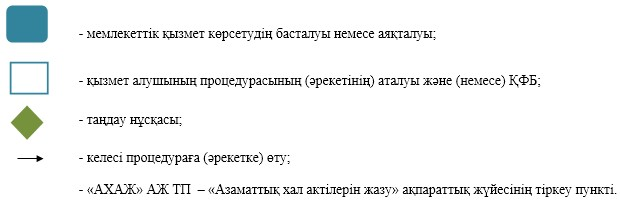 - мемлекеттік қызмет көрсетудің басталуы немесе аяқталуы;
- қызмет алушының процедурасының (әрекетінің) аталуы және (немесе) ҚФБ;
- таңдау нұсқасы;
- келесі процедураға (әрекетке) өту;
- «АХАЖ» АЖ ТП – «Азаматтық хал актілерін жазу» ақпараттық жүйесінің тіркеу пункті.